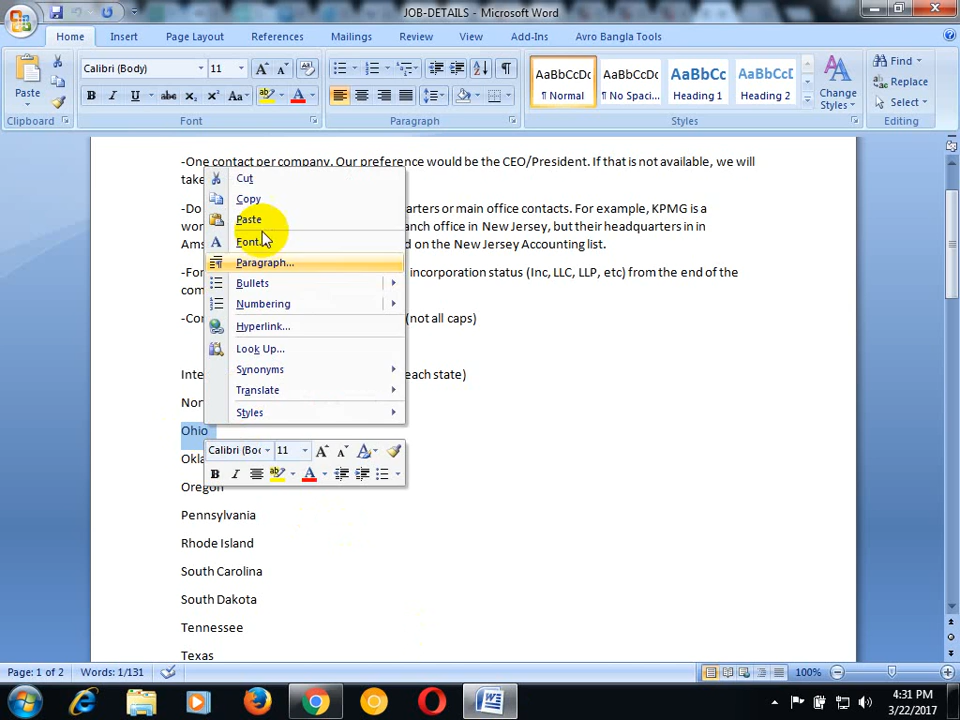 JOB-DETAILS - Microsoft Word
Home Insert Page Layout References Mailings Review View Add-Ins Avro Bangla Tools
Paste
Calibri (Body) 11
B I U abc X₂ X² Aa
AaBbCcDc AaBbCcDc AaBbCc AaBbCc
¶ Normal ¶ No Spaci... Heading 1 Heading 2
Change Styles
Find
Replace
Select
Clipboard Font Paragraph Styles Editing
-One contact per company. Our preference would be the CEO/President. If that is not available, we will
take
-Do
arters or main office contacts. For example, KPMG is a
anch office in New Jersey, but their headquarters in in
d on the New Jersey Accounting list.
-For
incorporation status (Inc, LLC, LLP, etc) from the end of the
com
(not all caps)
Inte
each state)
Nor
Ohio
Okla
Oregon
Pennsylvania
Rhode Island
South Carolina
South Dakota
Tennessee
Texas
Cut
Copy
Paste
Font...
Paragraph...
Bullets
Numbering
Hyperlink...
Look Up...
Synonyms
Translate
Styles
Calibri (Boc 11
B I
Page: 1 of 2 Words: 1/131
100%
4:31 PM
3/22/2017